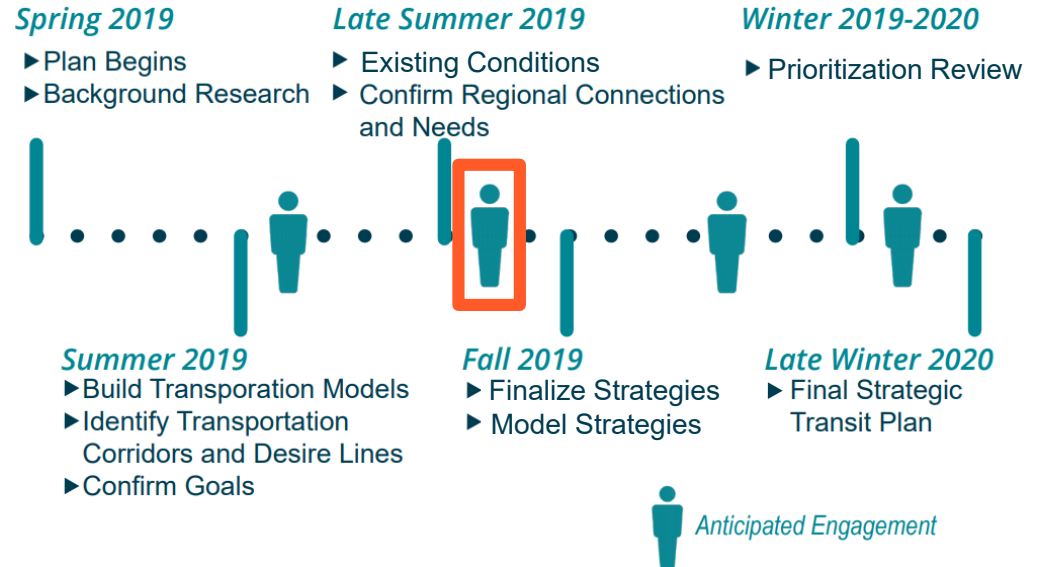 Spring 2019
▶Plan Begins
▶Background Research
Late Summer 2019
▶ Existing Conditions
▶ Confirm Regional Connections
and Needs
Winter 2019-2020
▶ Prioritization Review
Summer 2019
▶Build Transporation Models
▶Identify Transportation
Corridors and Desire Lines
▶Confirm Goals
Fall 2019
▶ Finalize Strategies
▶ Model Strategies
Late Winter 2020
▶ Final Strategic
Transit Plan
Anticipated Engagement